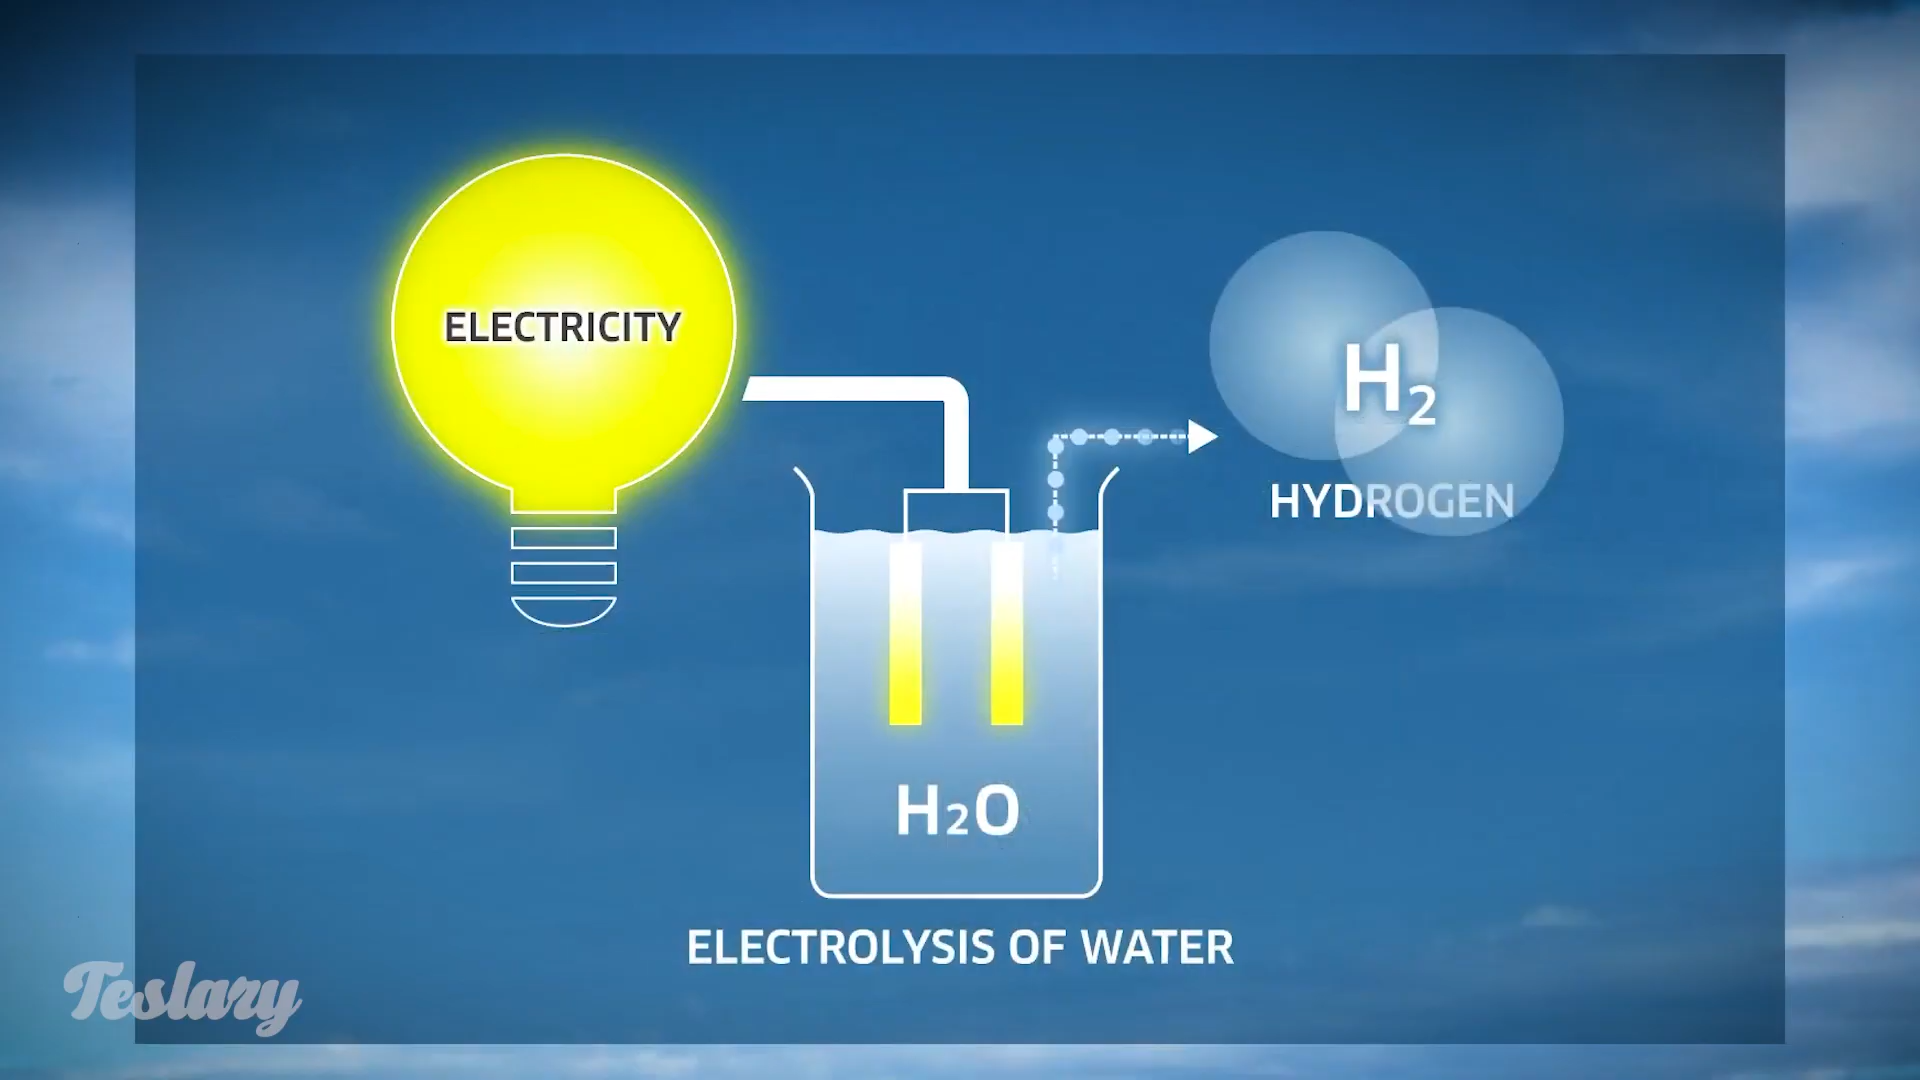 ELECTRICITY
H₂
HYDROGEN
H₂O
ELECTROLYSIS OF WATER
Teslary